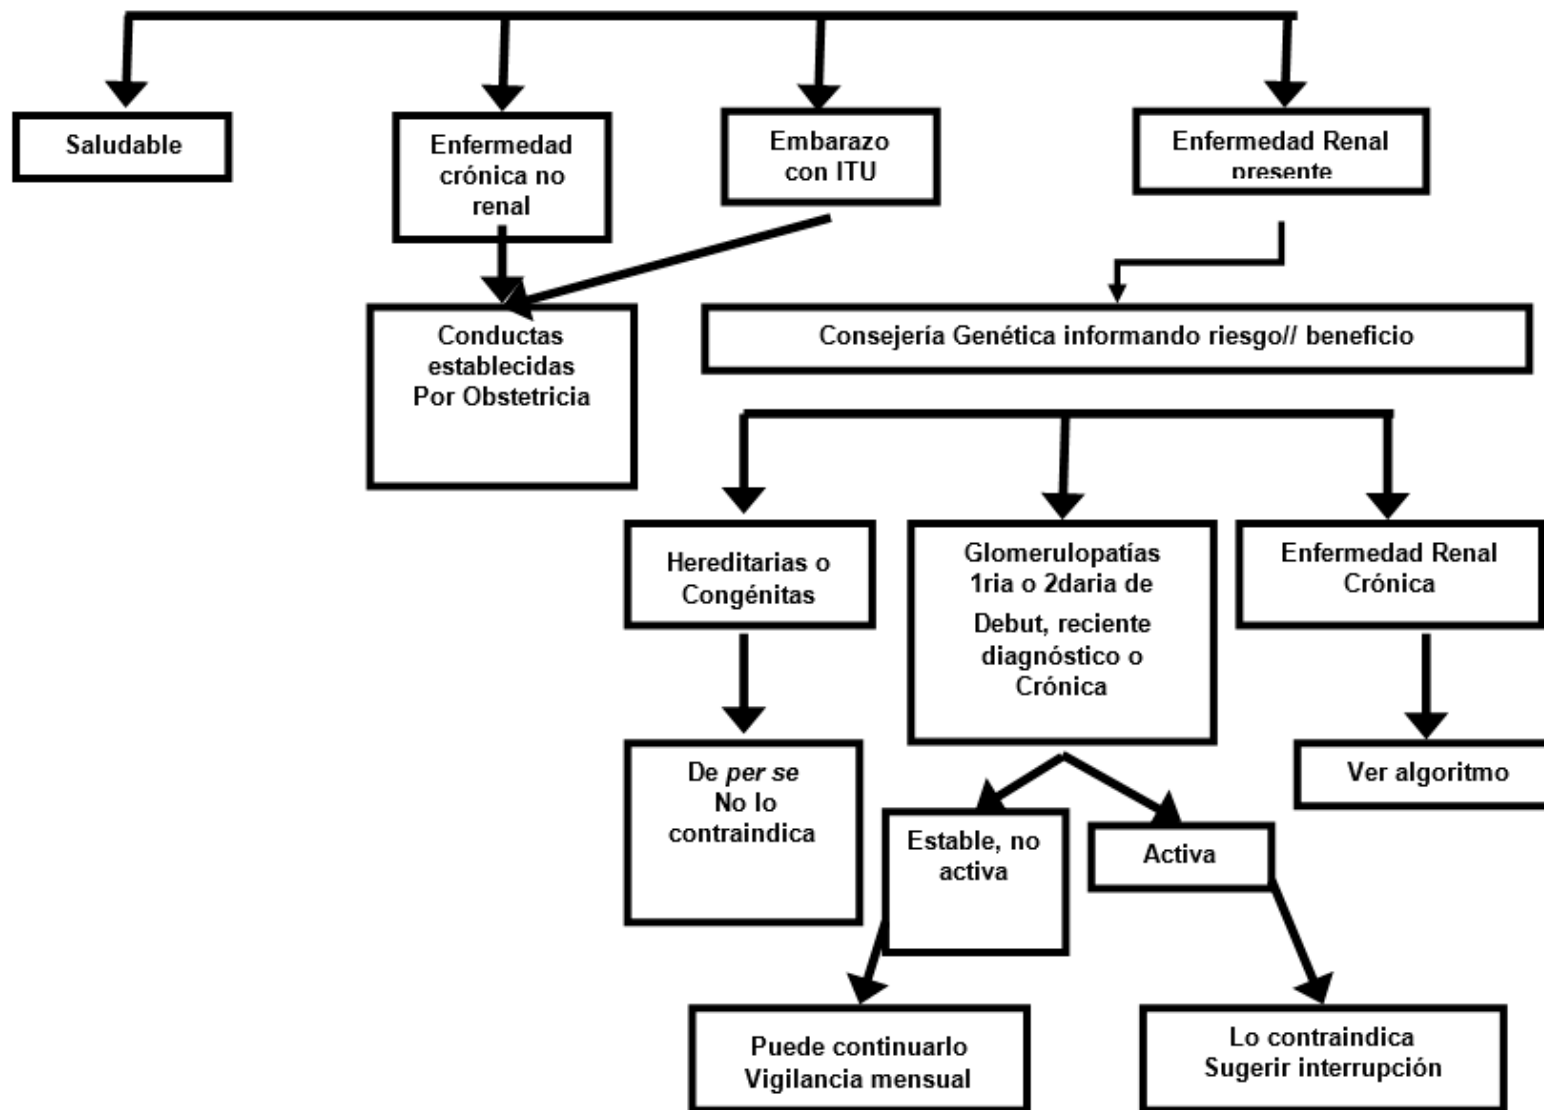 Saludable
Enfermedad
crónica no
renal
Embarazo
con ITU
Enfermedad Renal
presente
Conductas
establecidas
Por Obstetricia
Consejería Genética informando riesgo// beneficio
Hereditarias o
Congénitas
Glomerulopatías
1ria o 2daria de
Debut, reciente
diagnóstico o
Crónica
Enfermedad Renal
Crónica
De per se
No lo
contraindica
Estable, no
activa
Activa
Ver algoritmo
Puede continuarlo
Vigilancia mensual
Lo contraindica
Sugerir interrupción